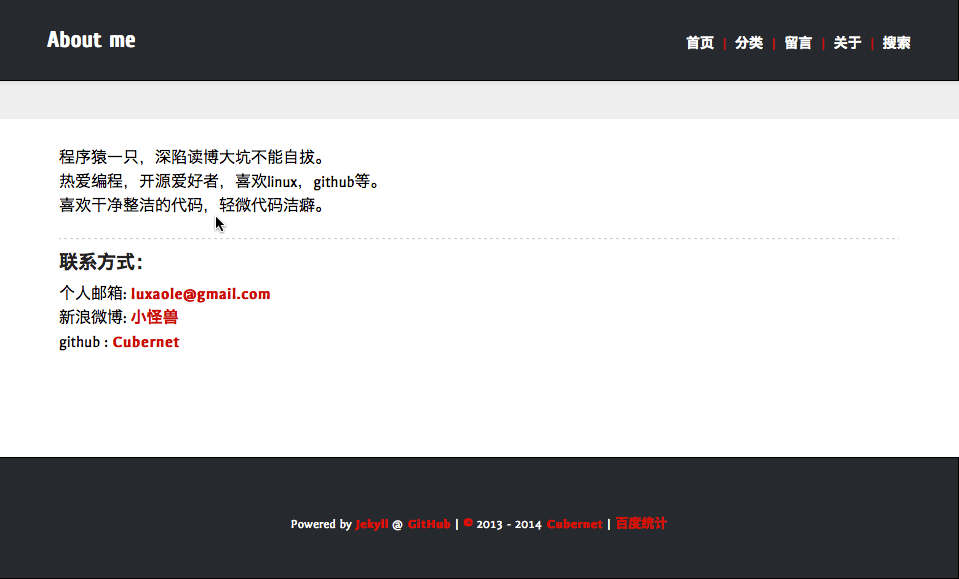 About me
首页 | 分类 | 留言 | 关于 | 搜索
程序猿一只，深陷读博大坑不能自拔。
热爱编程，开源爱好者，喜欢linux，github等。
喜欢干净整洁的代码，轻微代码洁癖。
联系方式：
个人邮箱: luxaole@gmail.com
新浪微博: 小怪兽
github : Cubernet
Powered by Jekyll @ GitHub | © 2013 - 2014 Cubernet | 百度统计